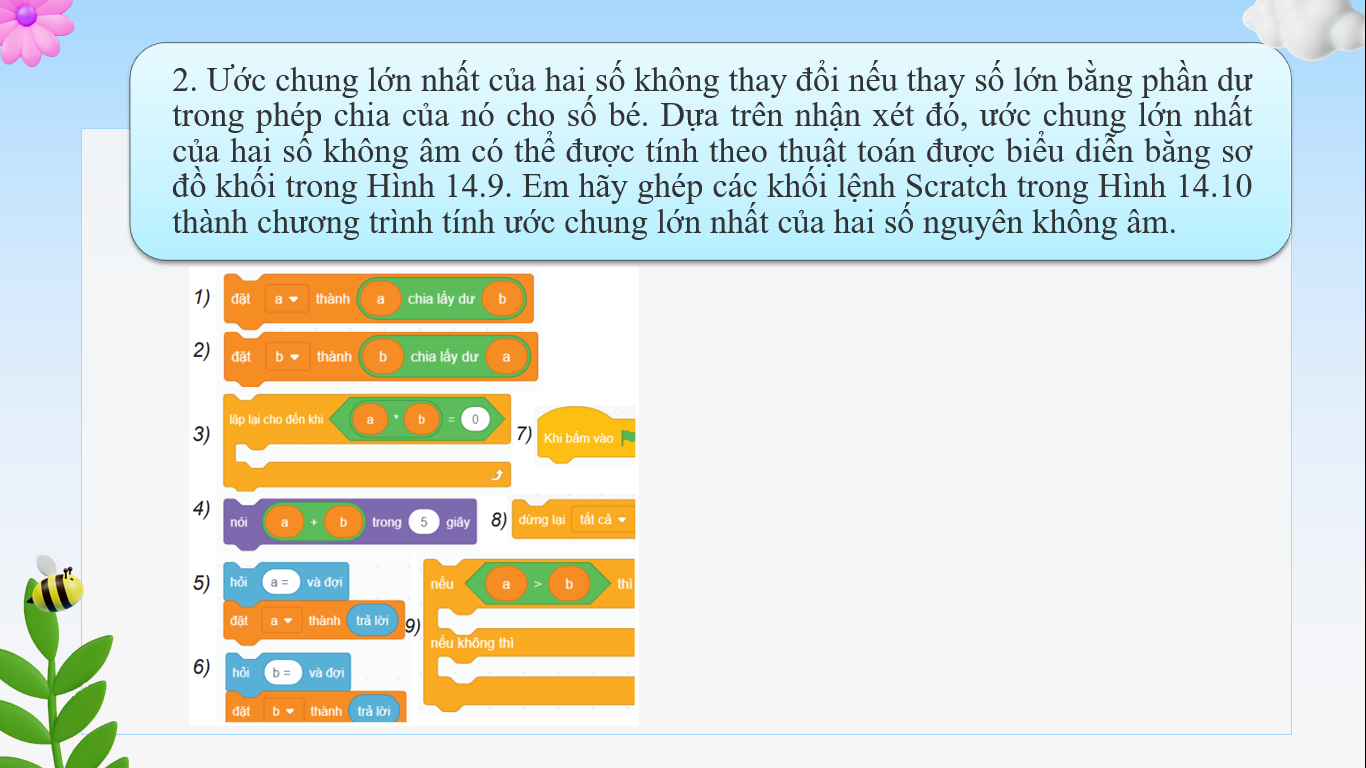 2. Ước chung lớn nhất của hai số không thay đổi nếu thay số lớn bằng phần dư
trong phép chia của nó cho số bé. Dựa trên nhận xét đó, ước chung lớn nhất
của hai số không âm có thể được tính theo thuật toán được biểu diễn bằng sơ
đồ khối trong Hình 14.9. Em hãy ghép các khối lệnh Scratch trong Hình 14.10
thành chương trình tính ước chung lớn nhất của hai số nguyên không âm.
1) đặt a thành a chia lấy dư b
2) đặt b thành b chia lấy dư a
3) lặp lại cho đến khi a * b = 0
7) Khi bấm vào
4) nói a + b trong 5 giây
8) dừng lại tất cả
5) hỏi a = và đợi
đặt a thành trả lời
9) nếu a > b thì
nếu không thì
6) hỏi b = và đợi
đặt b thành trả lời